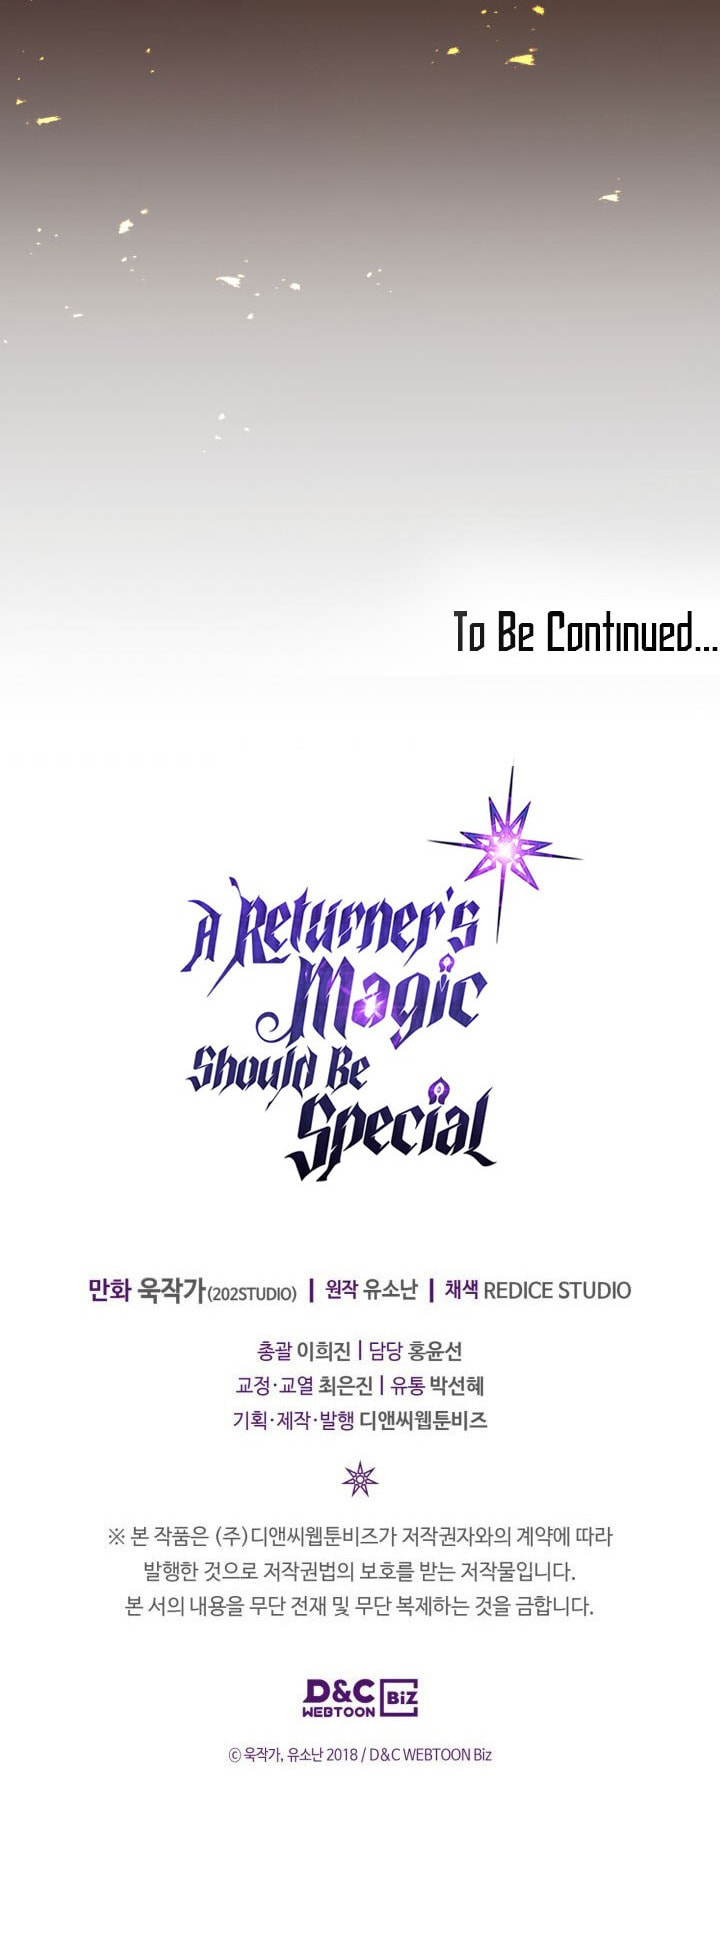 To Be Continued...
A Returner's
Magic
Should Be
Special
만화 욱작가(202STUDIO) | 원작 유소난 | 채색 REDICE STUDIO
총괄 이희진 | 담당 홍윤선
교정·교열 최은진 | 유통 박선혜
기획·제작·발행 디앤씨웹툰비즈
※ 본 작품은 (주)디앤씨웹툰비즈가 저작권자와의 계약에 따라
발행한 것으로 저작권법의 보호를 받는 저작물입니다.
본 서의 내용을 무단 전재 및 무단 복제하는 것을 금합니다.
D&C BiZ
WEBTOON
© 욱작가, 유소난 2018 / D&C WEBTOON Biz